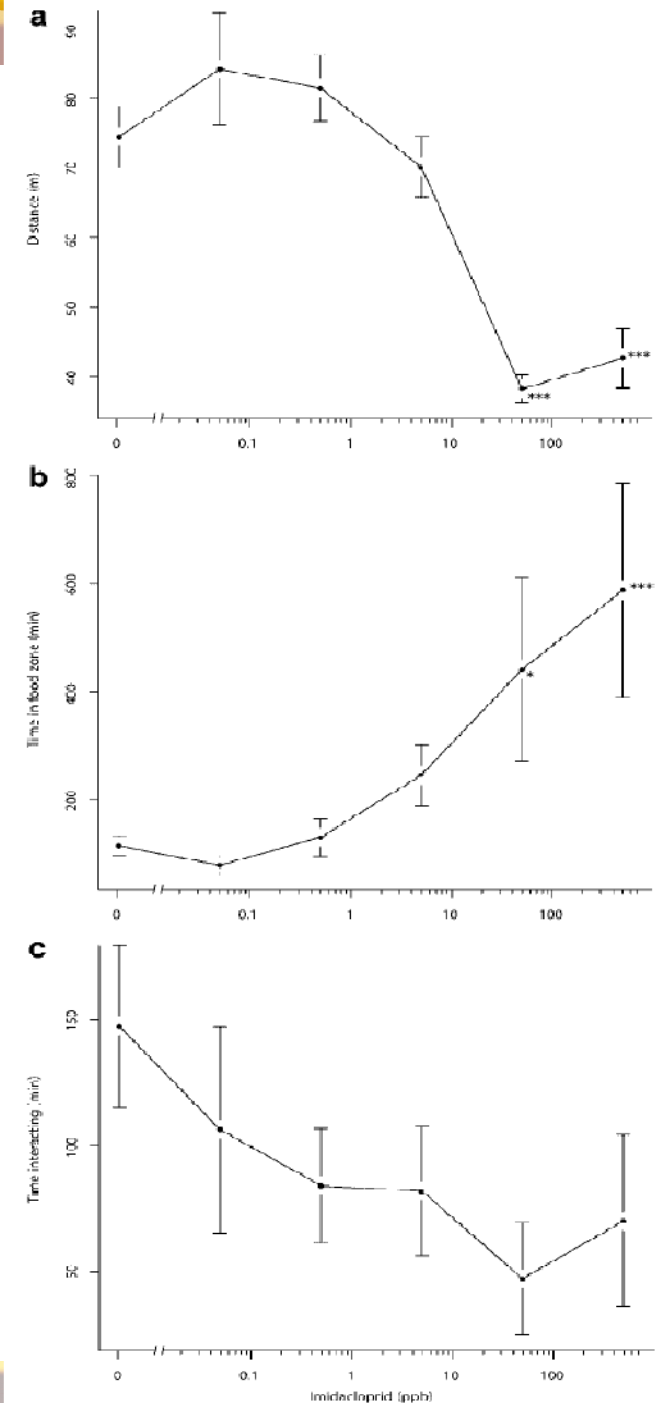 a
90
80
70
60
50
40
Distance (m)
***
***
0 0.1 1 10 100
b
800
600
400
200
Time in food zone (min)
***
*
0 0.1 1 10 100
c
150
100
50
Time interacting (min)
0 0.1 1 10 100
Imidacloprid (ppb)